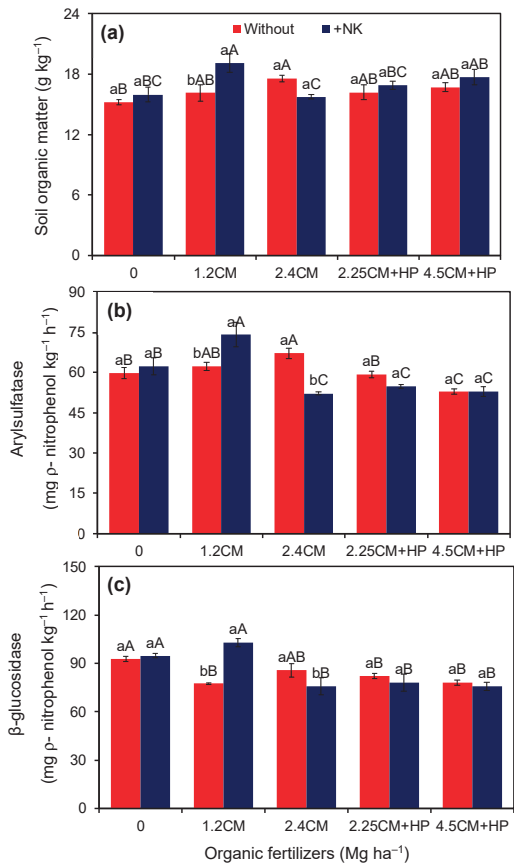 (a)
Without
+NK
Soil organic matter (g kg⁻¹)
24
18
12
6
0
aB
aBC
bAB
aA
aA
aC
aAB
aBC
aAB
aAB
0
1.2CM
2.4CM
2.25CM+HP
4.5CM+HP
(b)
Arylsulfatase
(mg ρ- nitrophenol kg⁻¹ h⁻¹)
90
75
60
45
30
15
0
aB
aB
bAB
aA
aA
bC
aB
aC
aC
aC
0
1.2CM
2.4CM
2.25CM+HP
4.5CM+HP
(c)
β-glucosidase
(mg ρ- nitrophenol kg⁻¹ h⁻¹)
150
120
90
60
30
0
aA
aA
bB
aA
aAB
bB
aB
aB
aB
aB
0
1.2CM
2.4CM
2.25CM+HP
4.5CM+HP
Organic fertilizers (Mg ha⁻¹)